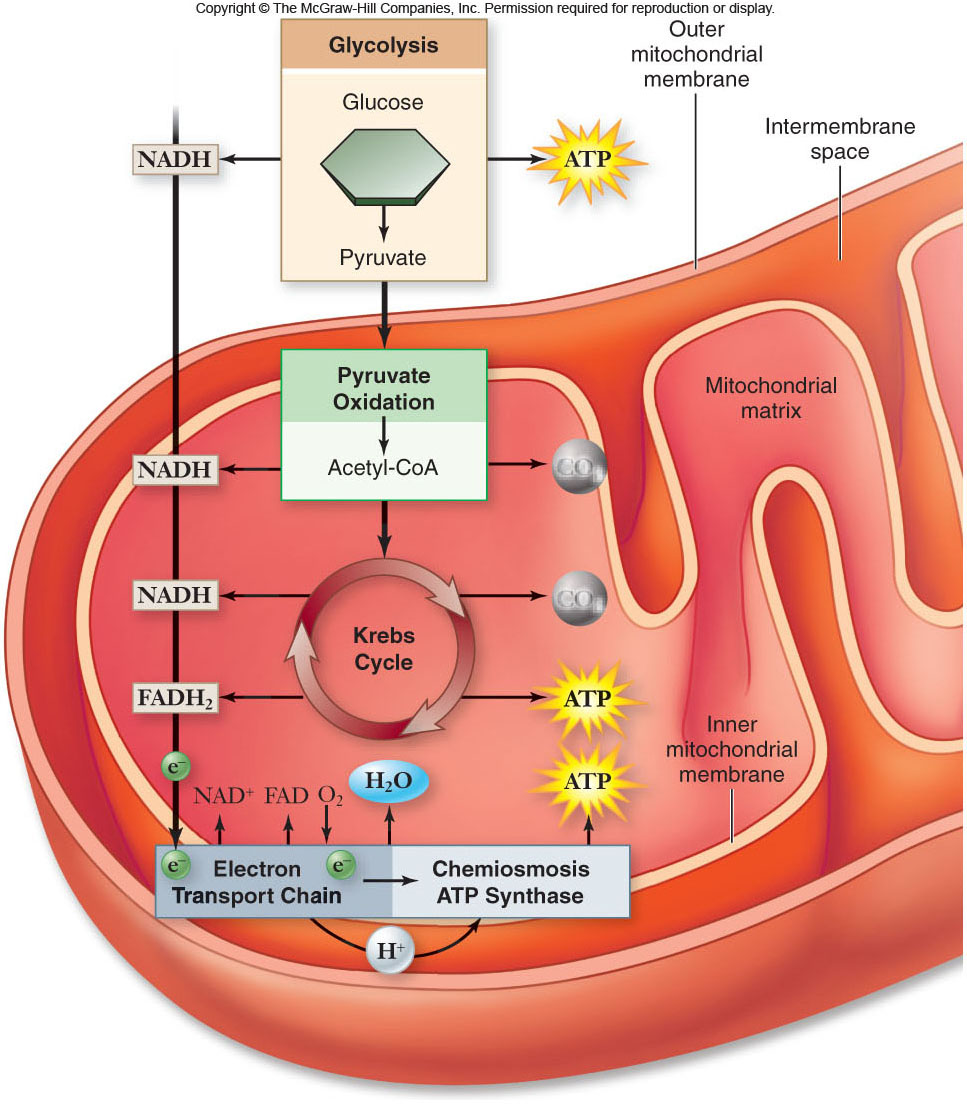 Copyright © The McGraw-Hill Companies, Inc. Permission required for reproduction or display.
Glycolysis
Glucose
Pyruvate
NADH
ATP
Outer
mitochondrial
membrane
Intermembrane
space
Pyruvate
Oxidation
Acetyl-CoA
NADH
CO₂
Mitochondrial
matrix
NADH
Krebs
Cycle
CO₂
FADH₂
ATP
e⁻
NAD⁺ FAD O₂
H₂O
ATP
Inner
mitochondrial
membrane
e⁻
Electron
Transport Chain
e⁻
Chemiosmosis
ATP Synthase
H⁺